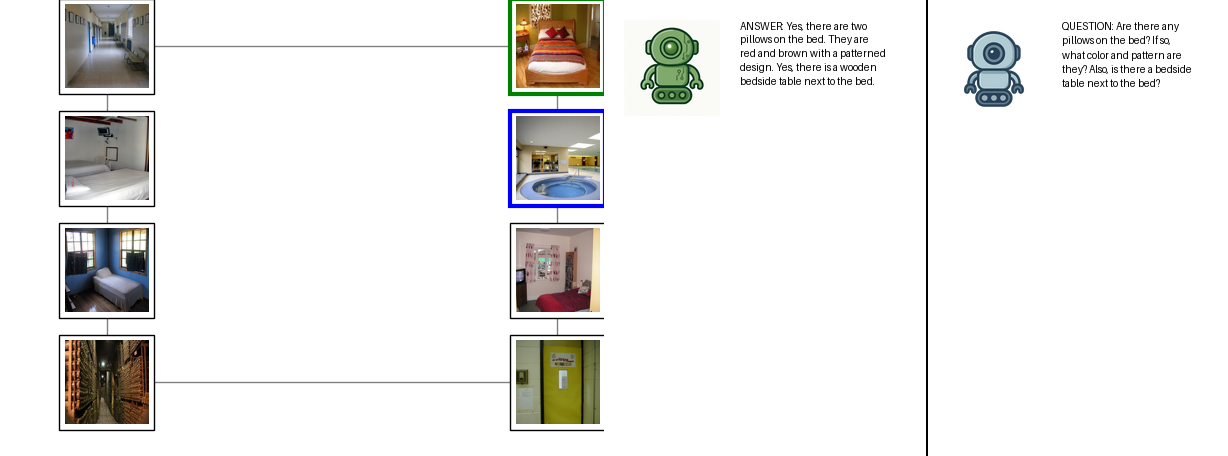 ANSWER: Yes, there are two
pillows on the bed. They are
red and brown with a patterned
design. Yes, there is a wooden
bedside table next to the bed.
QUESTION: Are there any
pillows on the bed? If so,
what color and pattern are
they? Also, is there a bedside
table next to the bed?